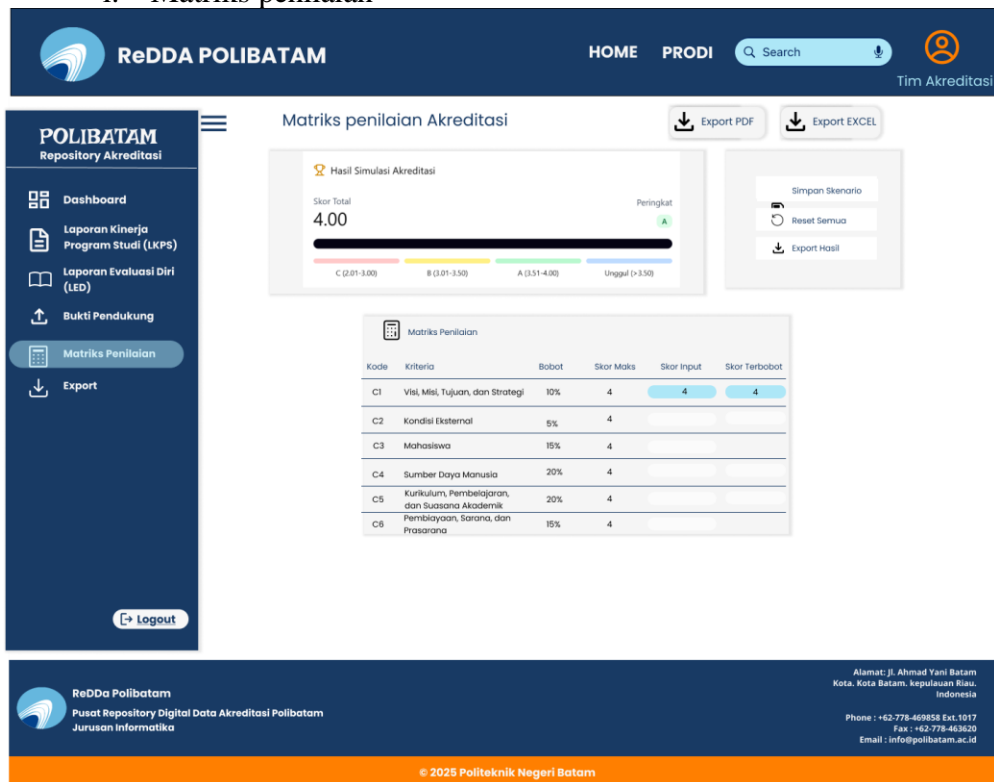 Matriks penilaian
ReDDA POLIBATAM
HOME
PRODI
Search
Tim Akreditasi
POLIBATAM
Repository Akreditasi
Dashboard
Laporan Kinerja
Program Studi (LKPS)
Laporan Evaluasi Diri
(LED)
Bukti Pendukung
Matriks Penilaian
Export
Logout
Matriks penilaian Akreditasi
Export PDF
Export EXCEL
Hasil Simulasi Akreditasi
Skor Total
Peringkat
4.00
A
C (2.01-3.00)
B (3.01-3.50)
A (3.51-4.00)
Unggul (>3.50)
Simpan Skenario
Reset Semua
Export Hasil
Matriks Penilaian
Kode Kriteria Bobot Skor Maks Skor Input Skor Terbobot
C1 Visi, Misi, Tujuan, dan Strategi 10% 4 4 4
C2 Kondisi Eksternal 5% 4
C3 Mahasiswa 15% 4
C4 Sumber Daya Manusia 20% 4
C5 Kurikulum, Pembelajaran, dan Suasana Akademik 20% 4
C6 Pembiayaan, Sarana, dan Prasarana 15% 4
ReDDa Polibatam
Pusat Repository Digital Data Akreditasi Polibatam
Jurusan Informatika
Alamat: Jl. Ahmad Yani Batam
Kota. Kota Batam. kepulauan Riau.
Indonesia
Phone : +62-778-469858 Ext.1017
Fax : +62-778-463620
Email : info@polibatam.ac.id
© 2025 Politeknik Negeri Batam